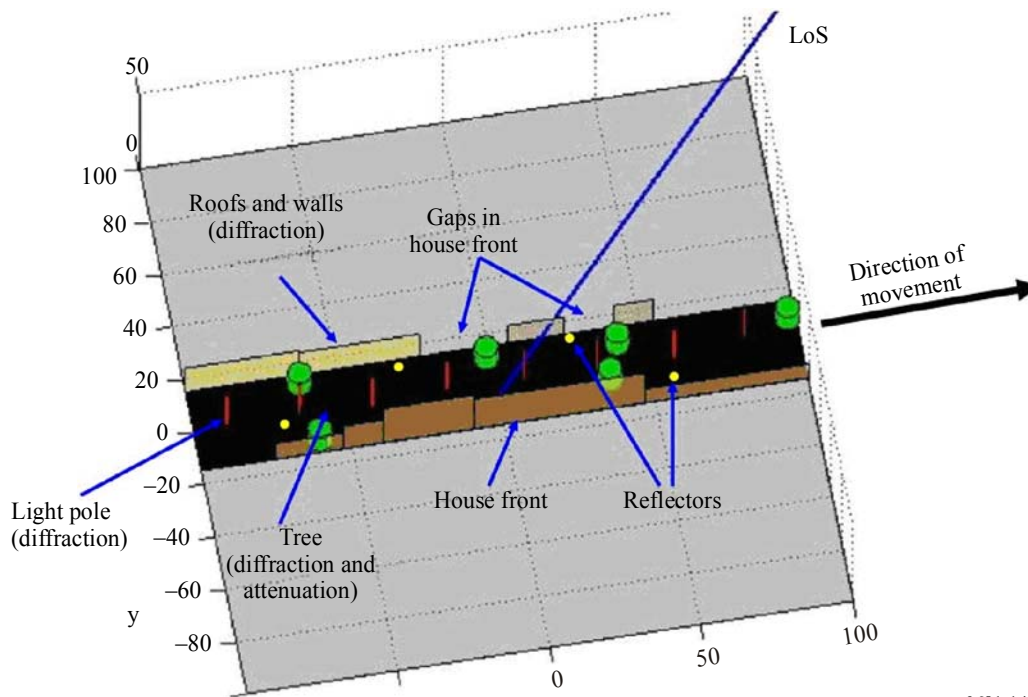 LoS
50
0
100
80
60
40
20
0
–20
–40
–60
–80
y
0
50
100
Roofs and walls
(diffraction)
Gaps in
house front
Direction of
movement
Light pole
(diffraction)
Tree
(diffraction and
attenuation)
House front
Reflectors